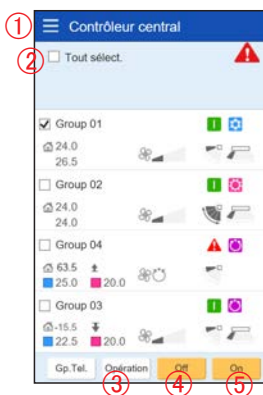 ① Contrôleur central
② Tout sélect.
Group 01
24.0
26.5
Group 02
24.0
24.0
Group 04
63.5
25.0 20.0
Group 03
-15.5
22.5 20.0
Gp.Tel. Opération Off On
③ ④ ⑤